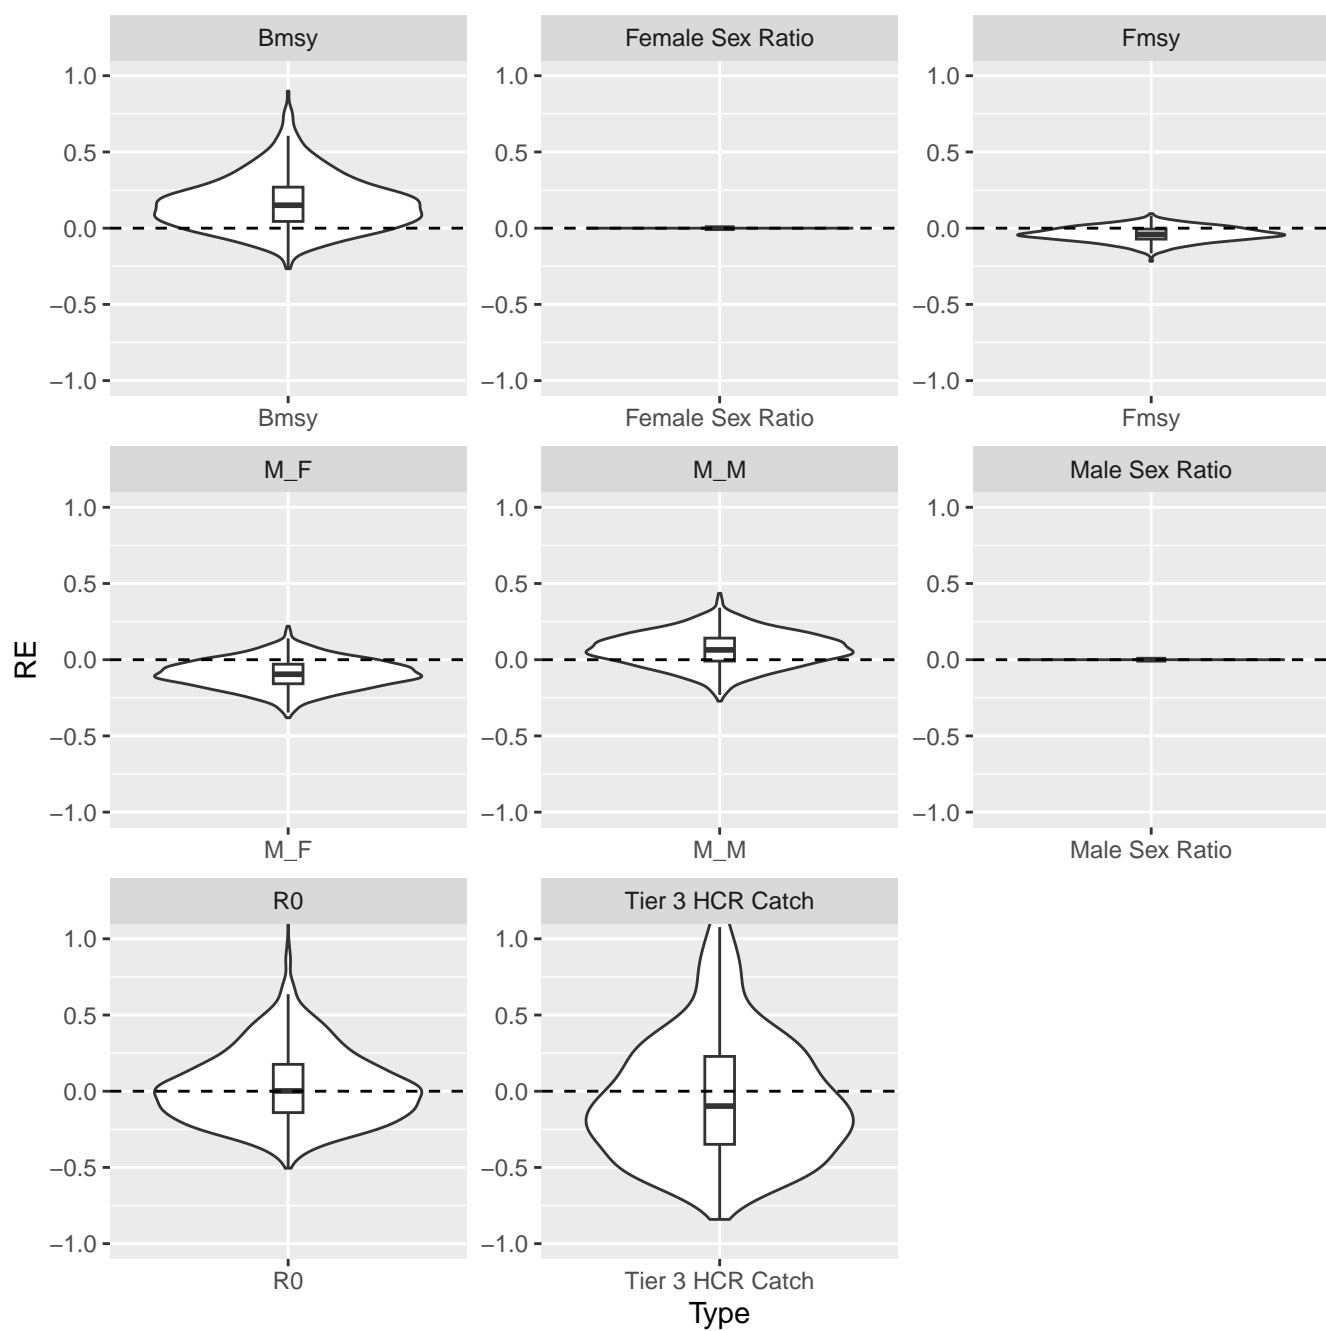 Bmsy Female Sex Ratio Fmsy
1.0 1.0 1.0
0.5 0.5 0.5
0.0 0.0 0.0
−0.5 −0.5 −0.5
−1.0 −1.0 −1.0
Bmsy Female Sex Ratio Fmsy
M_F M_M Male Sex Ratio
1.0 1.0 1.0
0.5 0.5 0.5
RE
0.0 0.0 0.0
−0.5 −0.5 −0.5
−1.0 −1.0 −1.0
M_F M_M Male Sex Ratio
R0 Tier 3 HCR Catch
1.0 1.0
0.5 0.5
0.0 0.0
−0.5 −0.5
−1.0 −1.0
R0 Tier 3 HCR Catch
Type